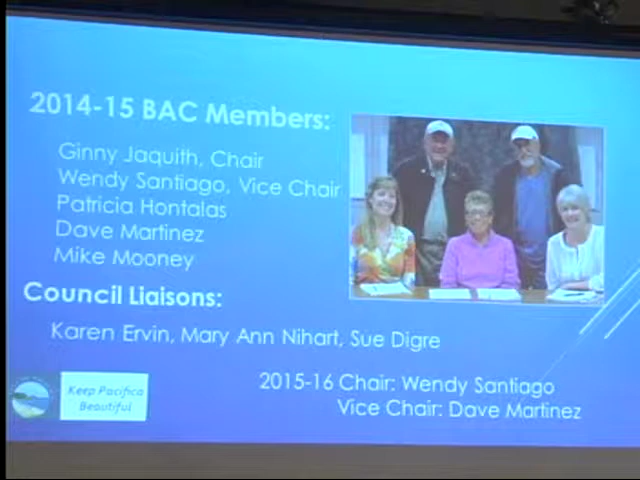 2014-15 BAC Members:
Ginny Jaquith, Chair
Wendy Santiago, Vice Chair
Patricia Hontalas
Dave Martinez
Mike Mooney
Council Liaisons:
Karen Ervin, Mary Ann Nihart, Sue Digre
Keep Pacifica
Beautiful
2015-16 Chair: Wendy Santiago
Vice Chair: Dave Martinez